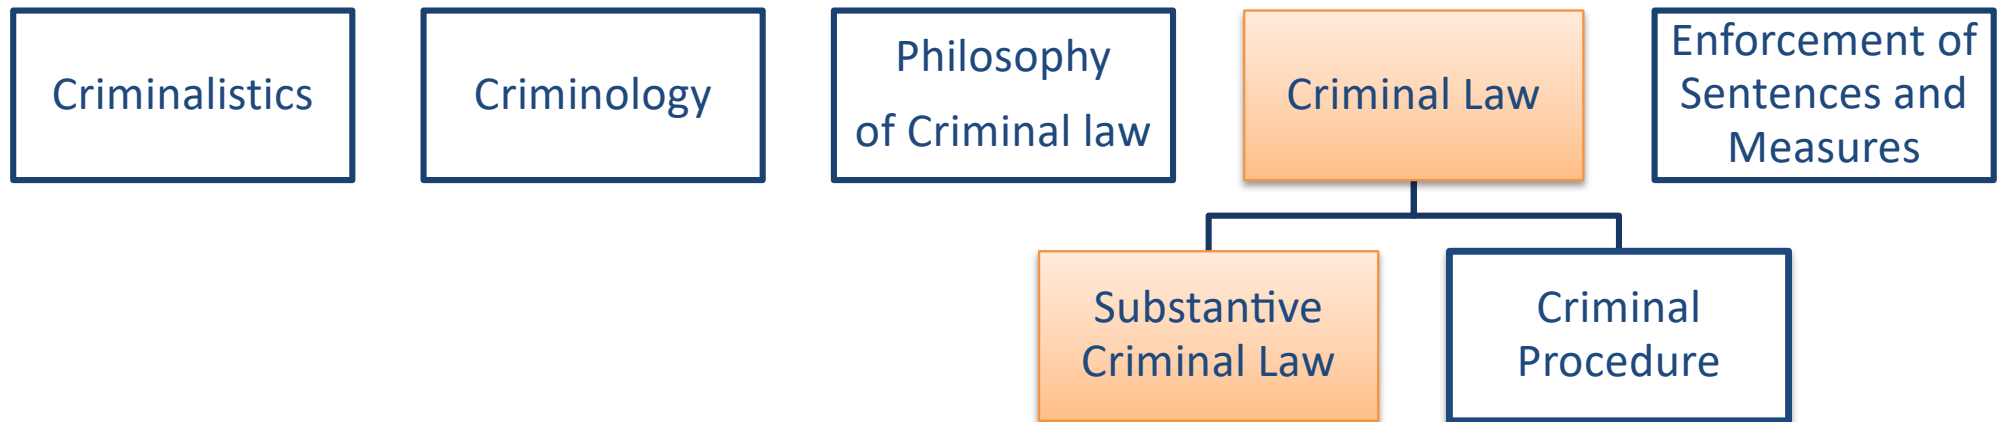 Criminalistics
Criminology
Philosophy
of Criminal law
Criminal Law
Enforcement of
Sentences and
Measures
Substantive
Criminal Law
Criminal
Procedure